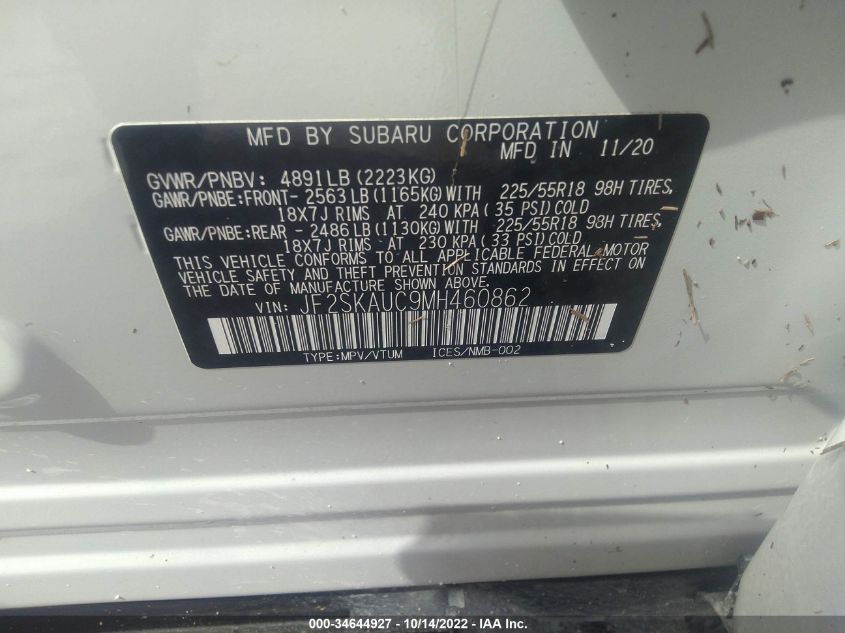 MFD BY SUBARU CORPORATION
MFD IN 11/20
GVWR/PNBV: 4891LB (2223KG)
GAWR/PNBE:FRONT- 2563LB (1165KG)WITH 225/55R18 98H TIRES,
18X7J RIMS AT 240 KPA( 35 PSI)COLD
GAWR/PNBE:REAR - 2486LB (1130KG)WITH 225/55R18 98H TIRES,
18X7J RIMS AT 230 KPA( 33 PSI)COLD
THIS VEHICLE CONFORMS TO ALL APPLICABLE FEDERAL MOTOR
VEHICLE SAFETY AND THEFT PREVENTION STANDARDS IN EFFECT ON
THE DATE OF MANUFACTURE SHOWN ABOVE.
VIN: JF2SKAUC9MH460862
TYPE:MPV/VTUM ICES/NMB-002
000-34644927 - 10/14/2022 - IAA Inc.